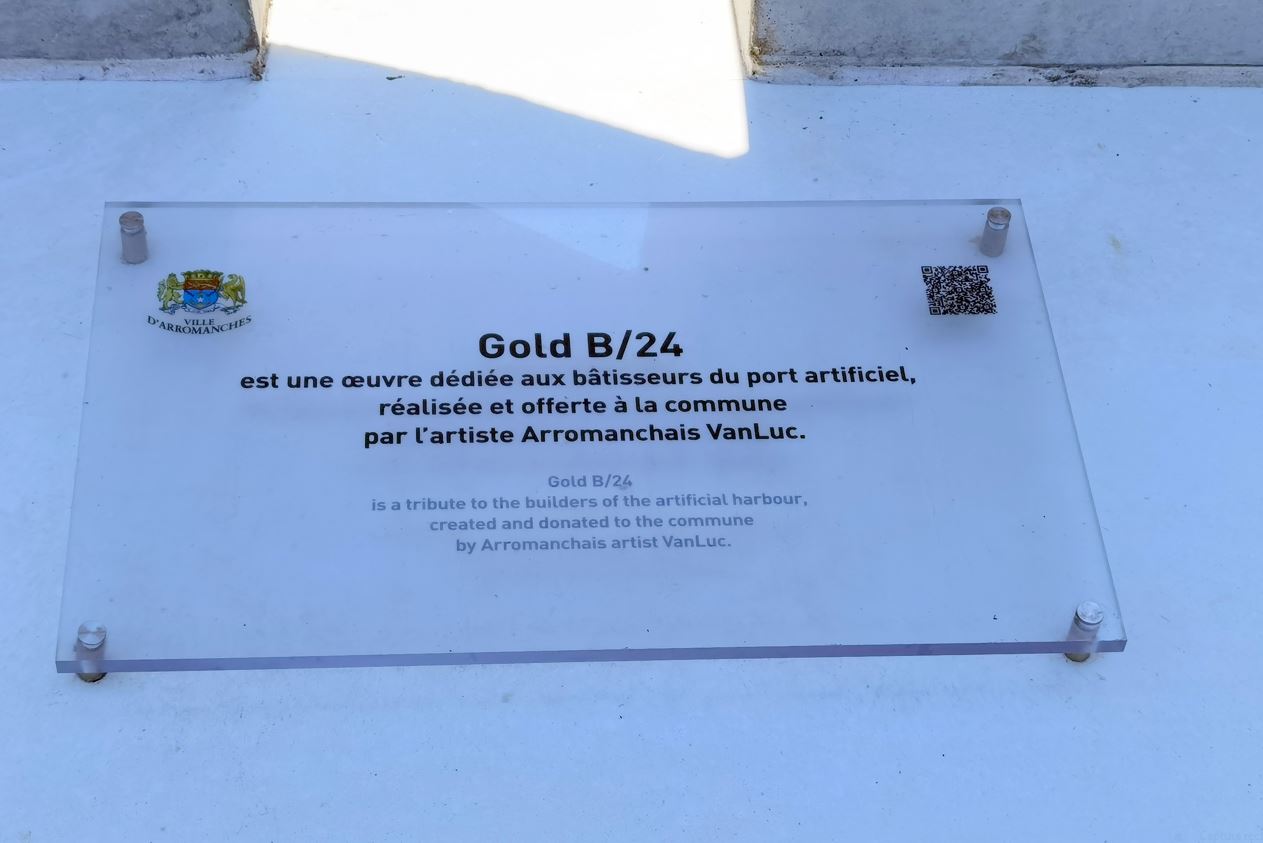 VILLE
D'ARROMANCHES
Gold B/24
est une œuvre dédiée aux bâtisseurs du port artificiel,
réalisée et offerte à la commune
par l'artiste Arromanchais VanLuc.
Gold B/24
is a tribute to the builders of the artificial harbour,
created and donated to the commune
by Arromanchais artist VanLuc.